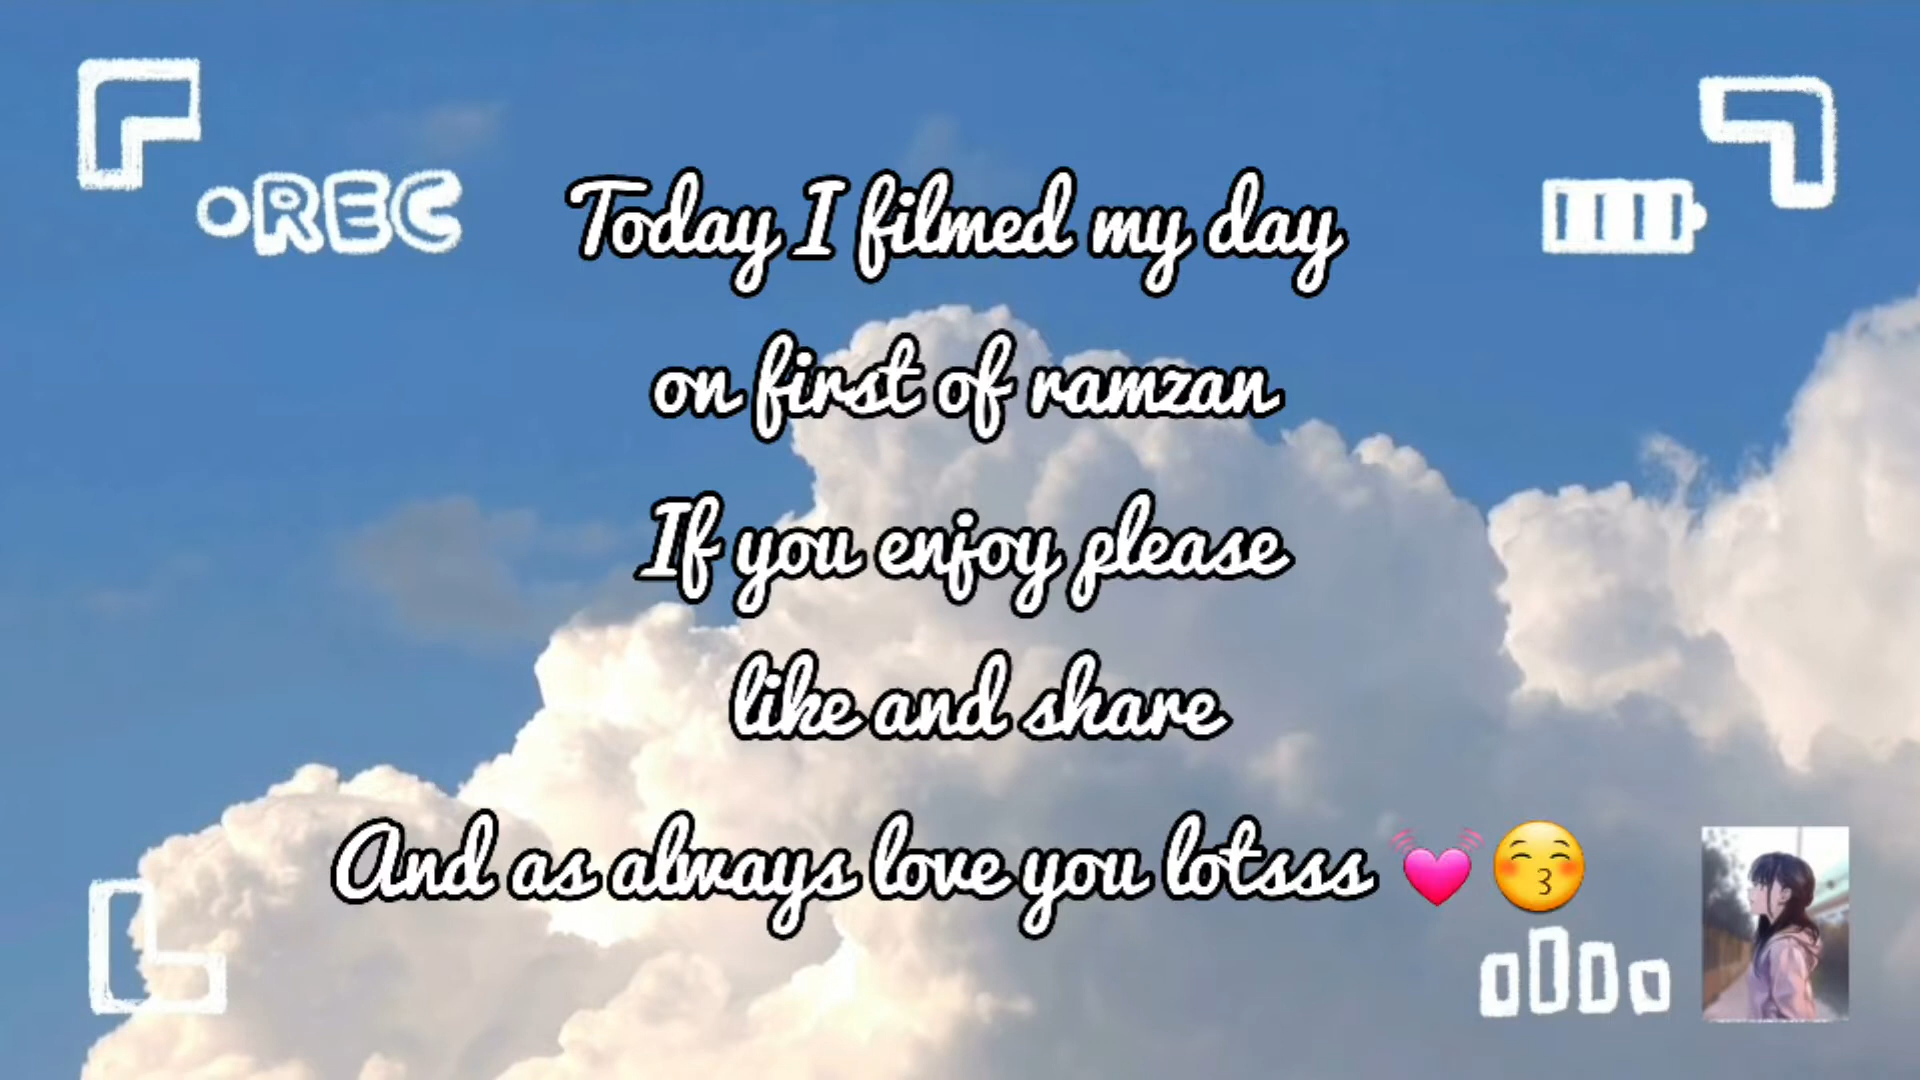 REC
Today I filmed my day
on first of ramzan
If you enjoy please
like and share
And as always love you lotsss 💓 😚